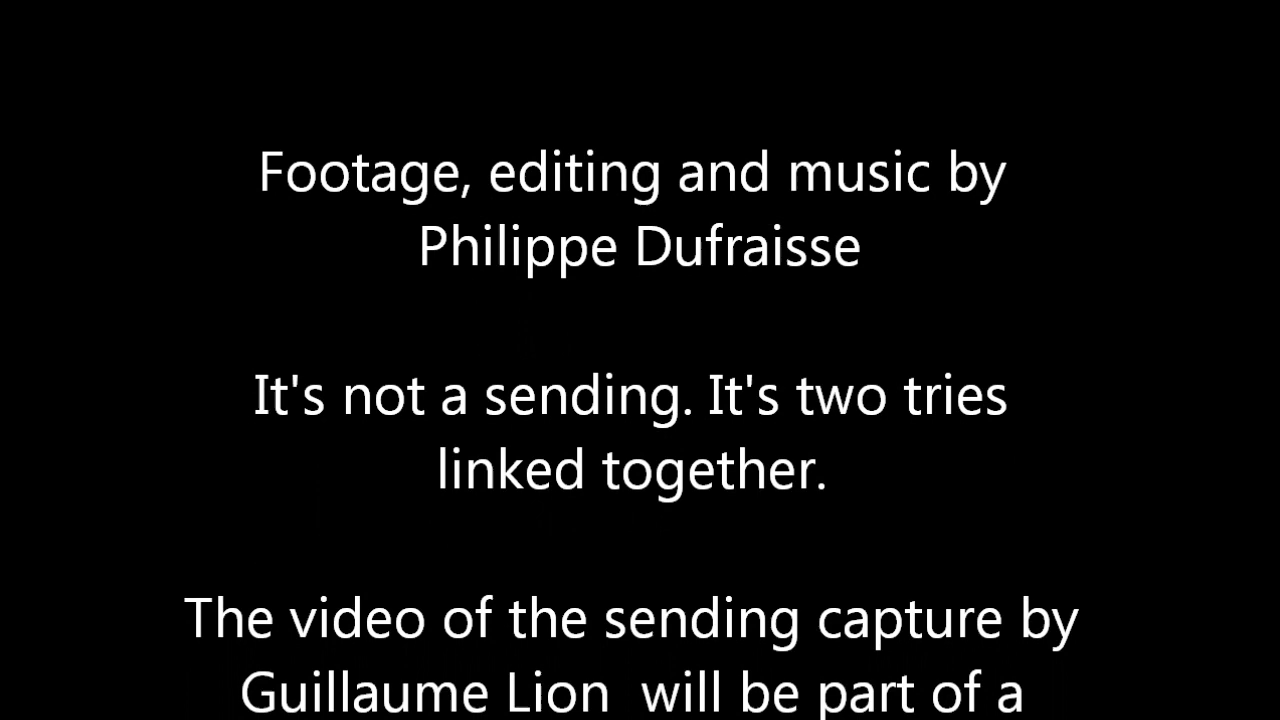 Footage, editing and music by
Philippe Dufraisse
It's not a sending. It's two tries
linked together.
The video of the sending capture by
Guillaume Lion will be part of a